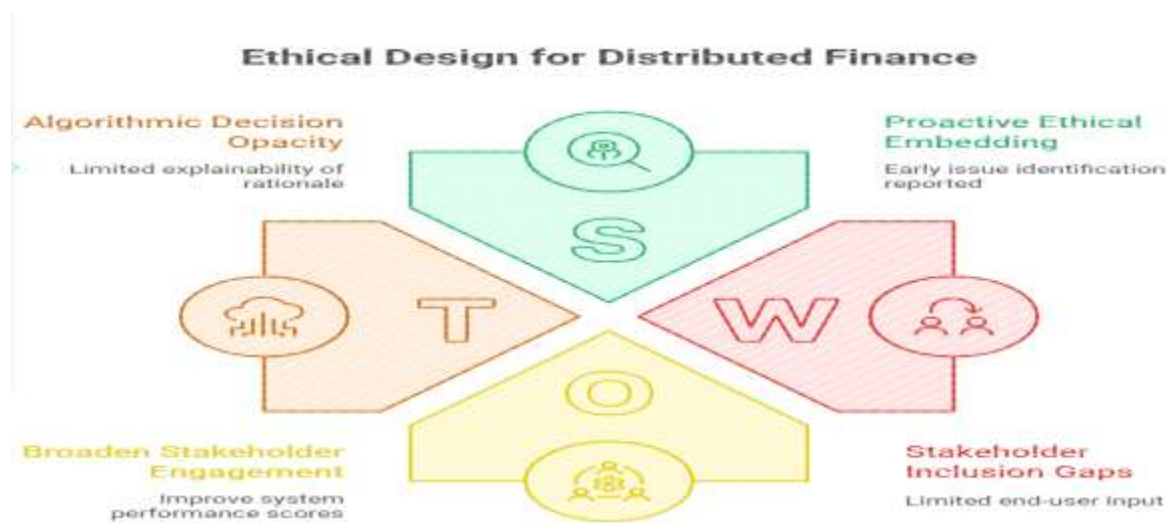 Ethical Design for Distributed Finance
Algorithmic Decision
Opacity
Limited explainability of
rationale
Proactive Ethical
Embedding
Early issue identification
reported
S
T
W
O
Broaden Stakeholder
Engagement
Improve system
performance scores
Stakeholder
Inclusion Gaps
Limited end-user input